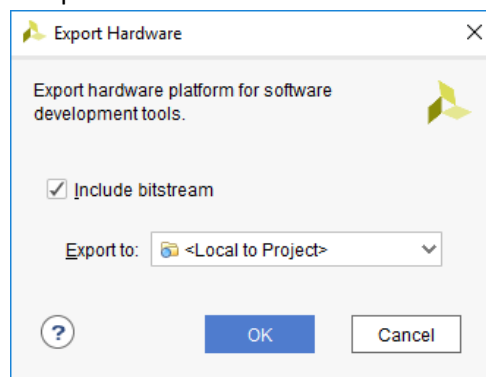 Export Hardware
Export hardware platform for software
development tools.
Include bitstream
Export to: <Local to Project>
?
OK Cancel